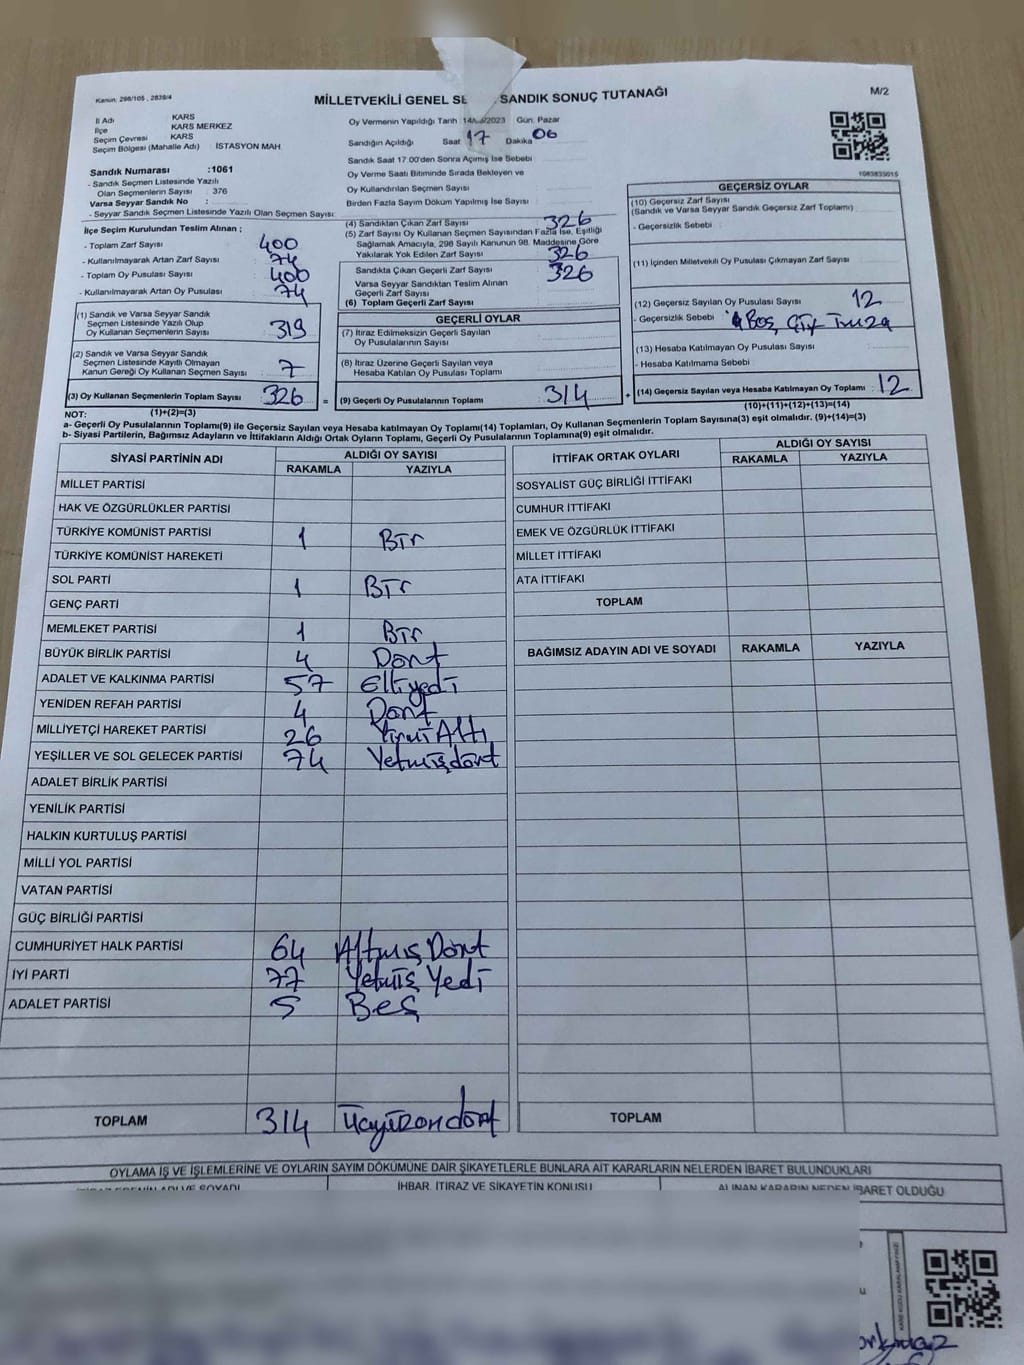 Kanun: 298/105 , 2839/4
MİLLETVEKİLİ GENEL SE SANDIK SONUÇ TUTANAĞI
M/2
İl Adı KARS
İlçe KARS MERKEZ
Seçim Çevresi KARS
Seçim Bölgesi (Mahalle Adı) İSTASYON MAH.
Oy Vermenin Yapıldığı Tarih 14/ /2023 Gün: Pazar
Sandığın Açıldığı Saat 17 Dakika 06
Sandık Saat 17.00'den Sonra Açımış İse Sebebi
Oy Verme Saati Bitiminde Sırada Bekleyen ve
Oy Kullandırılan Seçmen Sayısı
Birden Fazla Sayım Döküm Yapılmış İse Sayısı
1083835015
Sandık Numarası :1061
- Sandık Seçmen Listesinde Yazılı
Olan Seçmenlerin Sayısı : 376
Varsa Seyyar Sandık No :
- Seyyar Sandık Seçmen Listesinde Yazılı Olan Seçmen Sayısı:
İlçe Seçim Kurulundan Teslim Alınan ;
- Toplam Zarf Sayısı : 400
- Kullanılmayarak Artan Zarf Sayısı : 74
- Toplam Oy Pusulası Sayısı : 400
- Kullanılmayarak Artan Oy Pusulası : 74
(1) Sandık ve Varsa Seyyar Sandık
Seçmen Listesinde Yazılı Olup
Oy Kullanan Seçmenlerin Sayısı : 319
(2) Sandık ve Varsa Seyyar Sandık
Seçmen Listesinde Kayıtlı Olmayan
Kanun Gereği Oy Kullanan Seçmen Sayısı : 7
(3) Oy Kullanan Seçmenlerin Toplam Sayısı : 326
(1)+(2)=(3)
(4) Sandıktan Çıkan Zarf Sayısı : 326
(5) Zarf Sayısı Oy Kullanan Seçmen Sayısından Fazla İse, Eşitliği
Sağlamak Amacıyla, 298 Sayılı Kanunun 98. Maddesine Göre
Yakılarak Yok Edilen Zarf Sayısı : 326
Sandıkta Çıkan Geçerli Zarf Sayısı : 326
Varsa Seyyar Sandıktan Teslim Alınan
Geçerli Zarf Sayısı :
(6) Toplam Geçerli Zarf Sayısı :
GEÇERLİ OYLAR
(7) İtiraz Edilmeksizin Geçerli Sayılan
Oy Pusulalarının Sayısı :
(8) İtiraz Üzerine Geçerli Sayılan veya
Hesaba Katılan Oy Pusulası Toplamı :
= (9) Geçerli Oy Pusulalarının Toplamı : 314
GEÇERSİZ OYLAR
(10) Geçersiz Zarf Sayısı
(Sandık ve Varsa Seyyar Sandık Geçersiz Zarf Toplamı) :
- Geçersizlik Sebebi :
(11) İçinden Milletvekili Oy Pusulası Çıkmayan Zarf Sayısı :
(12) Geçersiz Sayılan Oy Pusulası Sayısı : 12
- Geçersizlik Sebebi : Boş, Çift İmza
(13) Hesaba Katılmayan Oy Pusulası Sayısı :
- Hesaba Katılmama Sebebi :
+ (14) Geçersiz Sayılan veya Hesaba Katılmayan Oy Toplamı : 12
(10)+(11)+(12)+(13)=(14)
NOT:
a- Geçerli Oy Pusulalarının Toplamı(9) ile Geçersiz Sayılan veya Hesaba katılmayan Oy Toplamı(14) Toplamları, Oy Kullanan Seçmenlerin Toplam Sayısına(3) eşit olmalıdır. (9)+(14)=(3)
b- Siyasi Partilerin, Bağımsız Adayların ve İttifakların Aldığı Ortak Oyların Toplamı, Geçerli Oy Pusulalarının Toplamına(9) eşit olmalıdır.
SİYASİ PARTİNİN ADI
ALDIĞI OY SAYISI
RAKAMLA YAZIYLA
MİLLET PARTİSİ
HAK VE ÖZGÜRLÜKLER PARTİSİ
TÜRKİYE KOMÜNİST PARTİSİ 1 Bir
TÜRKİYE KOMÜNİST HAREKETİ
SOL PARTİ 1 Bir
GENÇ PARTİ
MEMLEKET PARTİSİ 1 Bir
BÜYÜK BİRLİK PARTİSİ 4 Dört
ADALET VE KALKINMA PARTİSİ 57 Elliyedi
YENİDEN REFAH PARTİSİ 4 Dört
MİLLİYETÇİ HAREKET PARTİSİ 26 Yirmi Altı
YEŞİLLER VE SOL GELECEK PARTİSİ 74 Yetmişdört
ADALET BİRLİK PARTİSİ
YENİLİK PARTİSİ
HALKIN KURTULUŞ PARTİSİ
MİLLİ YOL PARTİSİ
VATAN PARTİSİ
GÜÇ BİRLİĞİ PARTİSİ
CUMHURİYET HALK PARTİSİ 64 Altmış Dört
İYİ PARTİ 77 Yetmiş Yedi
ADALET PARTİSİ 5 Beş
TOPLAM 314 Üçyüzondört
İTTİFAK ORTAK OYLARI
ALDIĞI OY SAYISI
RAKAMLA YAZIYLA
SOSYALİST GÜÇ BİRLİĞİ İTTİFAKI
CUMHUR İTTİFAKI
EMEK VE ÖZGÜRLÜK İTTİFAKI
MİLLET İTTİFAKI
ATA İTTİFAKI
TOPLAM
BAĞIMSIZ ADAYIN ADI VE SOYADI RAKAMLA YAZIYLA
TOPLAM
OYLAMA İŞ VE İŞLEMLERİNE VE OYLARIN SAYIM DÖKÜMÜNE DAİR ŞİKAYETLERLE BUNLARA AİT KARARLARIN NELERDEN İBARET BULUNDUKLARI
İHBAR, İTİRAZ VE ŞİKAYETİN KONUSU
ALINAN KARARIN NEDEN İBARET OLDUĞU